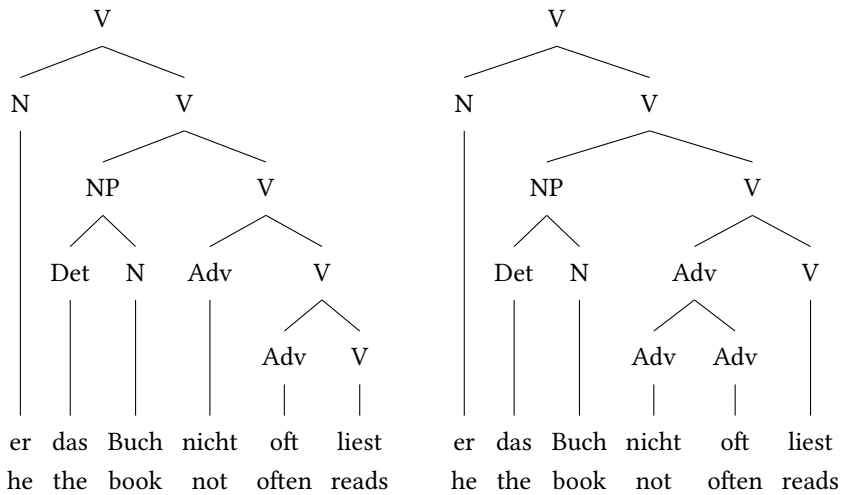 V V
N V N V
NP V NP V
Det N Adv V Det N Adv V
Adv V Adv Adv
er das Buch nicht oft liest er das Buch nicht oft liest
he the book not often reads he the book not often reads